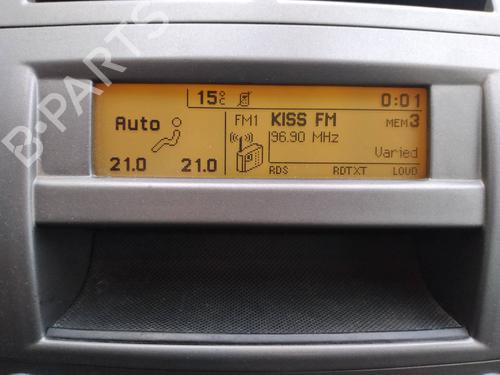 15°C 0:01
Auto
21.0 21.0
FM1 KISS FM MEM3
96.90 MHz
Varied
RDS RDTXT LOUD
B-PARTS